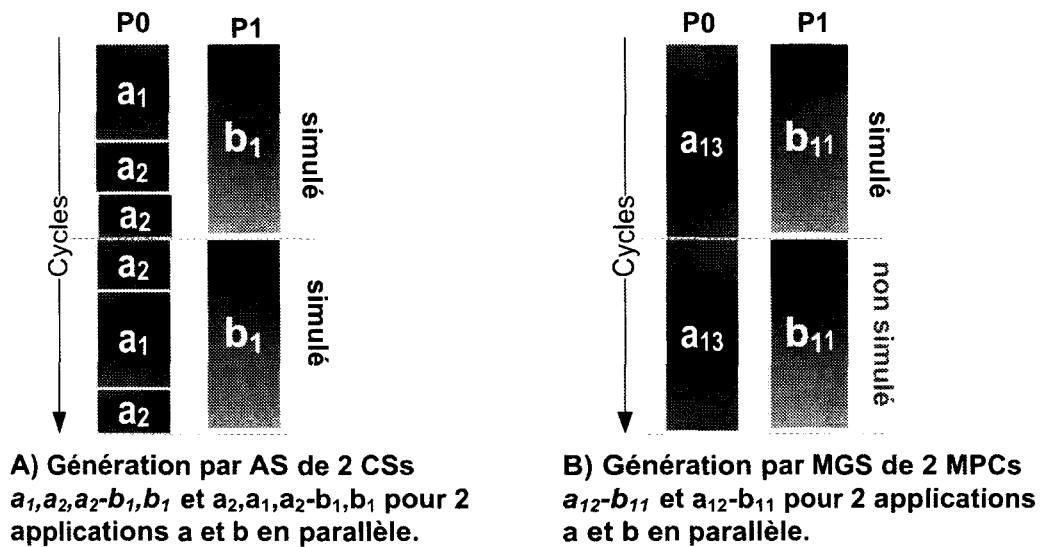 P0 P1
Cycles
a1
a2
a2
b1
simulé
a2
a1
a2
b1
simulé
A) Génération par AS de 2 CSs
a1,a2,a2-b1,b1 et a2,a1,a2-b1,b1 pour 2
applications a et b en parallèle.
P0 P1
Cycles
a13
b11
simulé
a13
b11
non simulé
B) Génération par MGS de 2 MPCs
a12-b11 et a12-b11 pour 2 applications
a et b en parallèle.